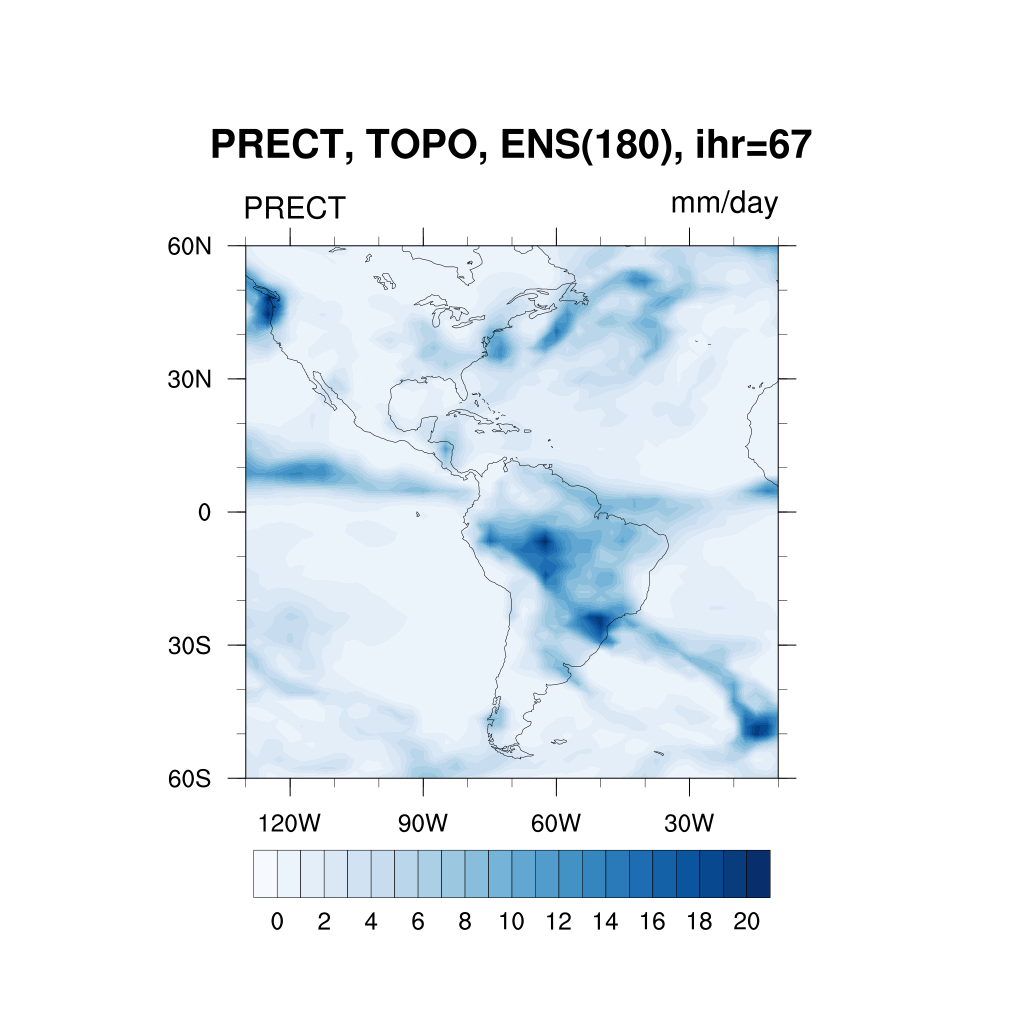 PRECT, TOPO, ENS(180), ihr=67
PRECT mm/day
60N
30N
0
30S
60S
120W 90W 60W 30W
0 2 4 6 8 10 12 14 16 18 20